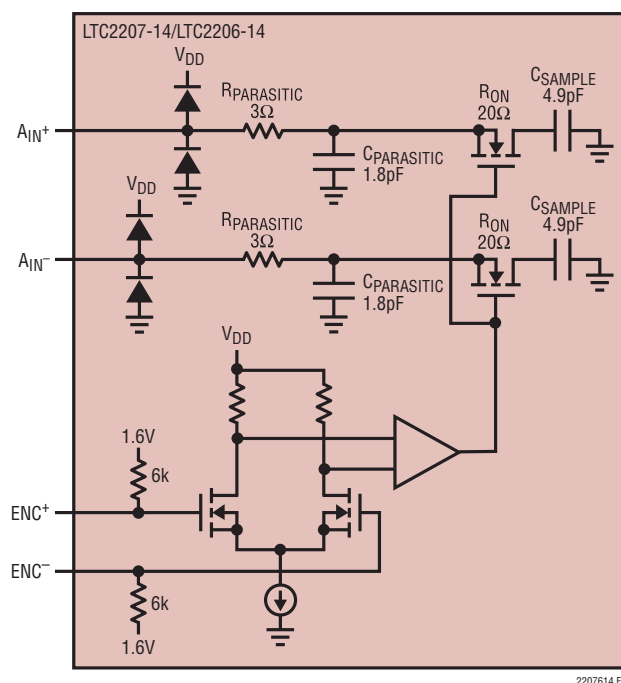 LTC2207-14/LTC2206-14
VDD
RPARASITIC
3Ω
RON
20Ω
CSAMPLE
4.9pF
AIN+
CPARASITIC
1.8pF
VDD
RPARASITIC
3Ω
RON
20Ω
CSAMPLE
4.9pF
AIN−
CPARASITIC
1.8pF
VDD
1.6V
6k
ENC+
ENC−
6k
1.6V